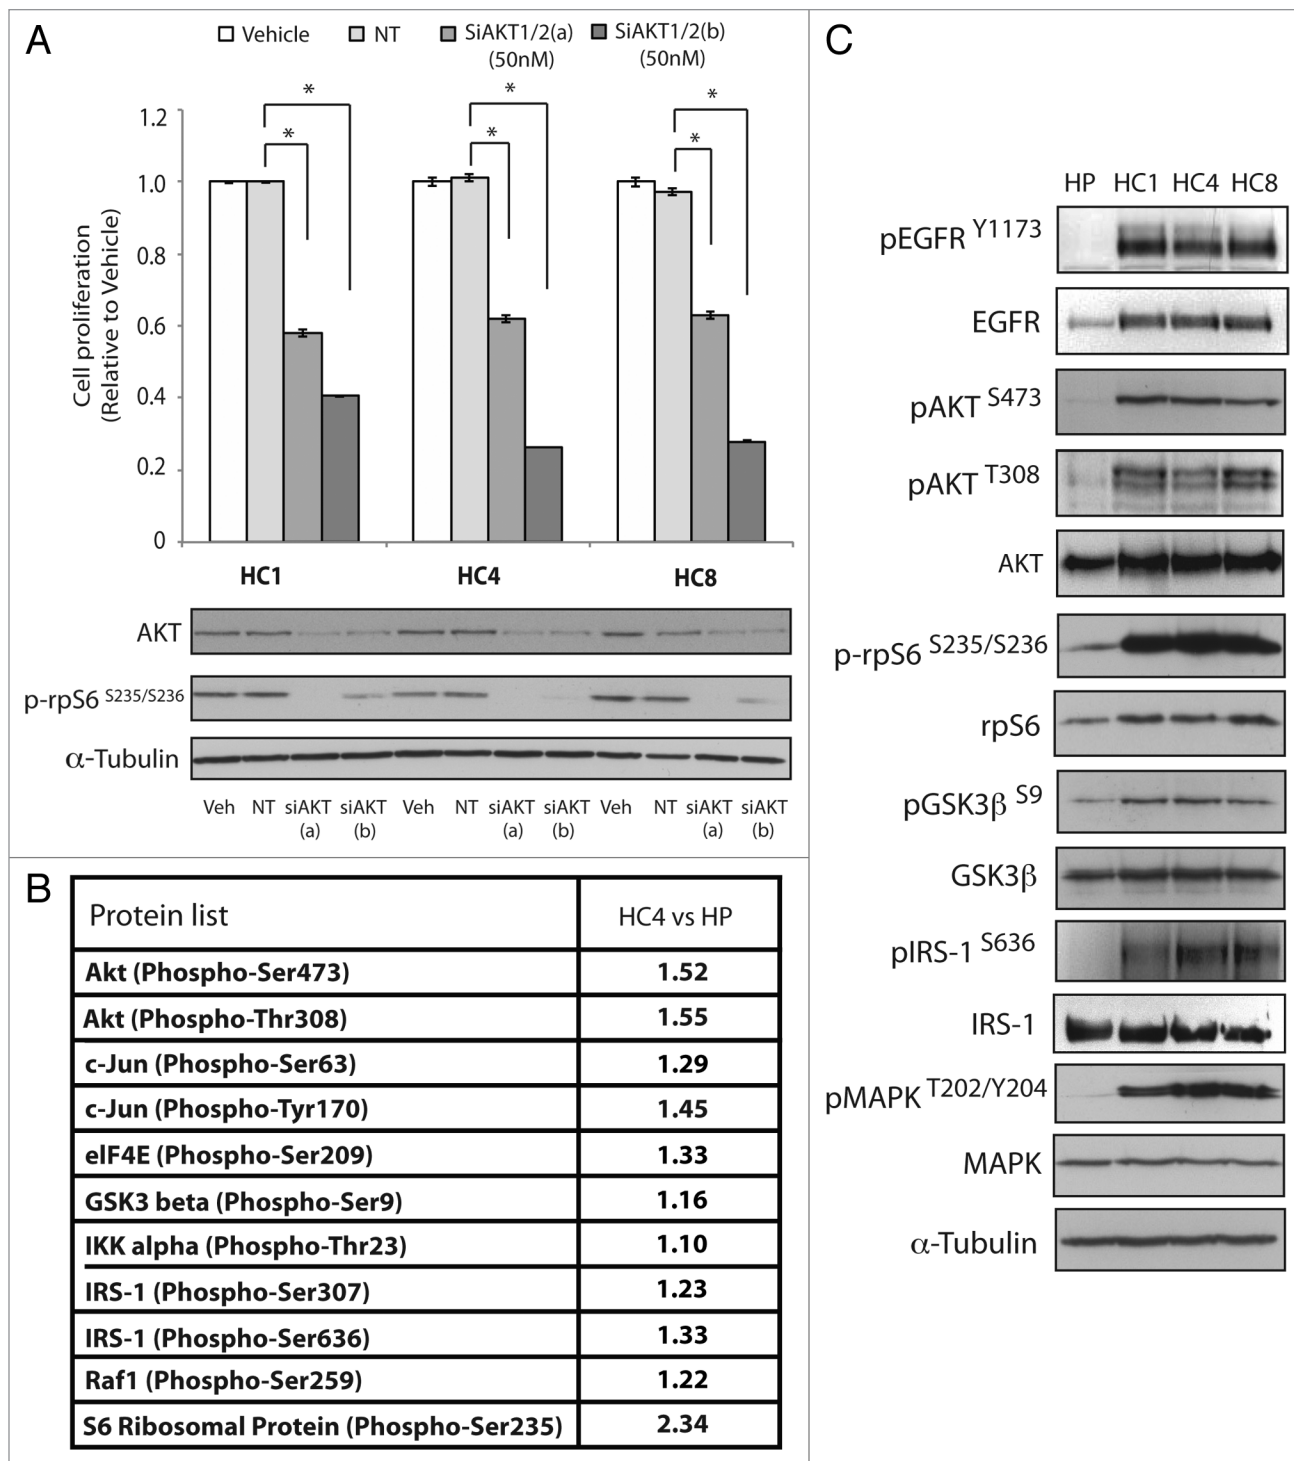 A
Vehicle NT SiAKT1/2(a) SiAKT1/2(b)
(50nM) (50nM)
Cell proliferation
(Relative to Vehicle)
1.2
1.0
0.8
0.6
0.4
0.2
0
* * * * * *
HC1 HC4 HC8
AKT
p-rpS6 S235/S236
α-Tubulin
Veh NT siAKT siAKT Veh NT siAKT siAKT Veh NT siAKT siAKT
(a) (b) (a) (b) (a) (b)
B
Protein list HC4 vs HP
Akt (Phospho-Ser473) 1.52
Akt (Phospho-Thr308) 1.55
c-Jun (Phospho-Ser63) 1.29
c-Jun (Phospho-Tyr170) 1.45
eIF4E (Phospho-Ser209) 1.33
GSK3 beta (Phospho-Ser9) 1.16
IKK alpha (Phospho-Thr23) 1.10
IRS-1 (Phospho-Ser307) 1.23
IRS-1 (Phospho-Ser636) 1.33
Raf1 (Phospho-Ser259) 1.22
S6 Ribosomal Protein (Phospho-Ser235) 2.34
C
HP HC1 HC4 HC8
pEGFR Y1173
EGFR
pAKT S473
pAKT T308
AKT
p-rpS6 S235/S236
rpS6
pGSK3β S9
GSK3β
pIRS-1 S636
IRS-1
pMAPK T202/Y204
MAPK
α-Tubulin